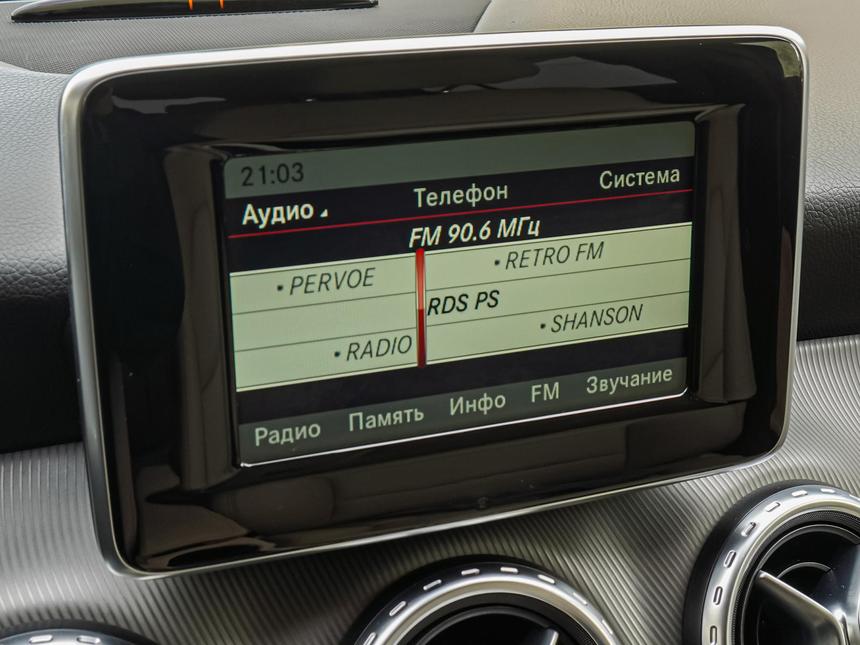 21:03
Аудио Телефон Система
FM 90.6 МГц
• PERVOE • RETRO FM
RDS PS
• RADIO • SHANSON
Радио Память Инфо FM Звучание